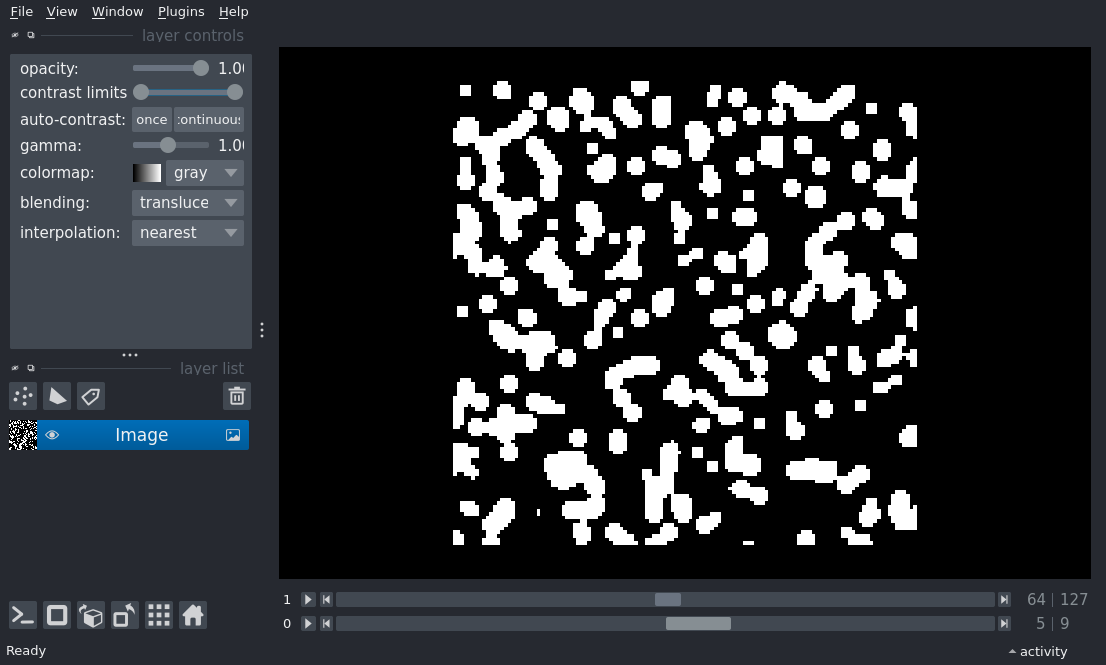 File View Window Plugins Help
layer controls
opacity: 1.0
contrast limits
auto-contrast: once continuous
gamma: 1.0
colormap: gray
blending: transluce
interpolation: nearest
layer list
Image
1 64 | 127
0 5 | 9
Ready activity